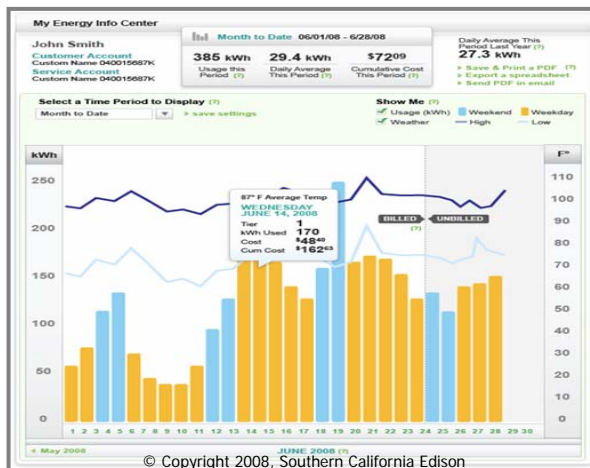 My Energy Info Center
John Smith
Customer Account
Custom Name 040015687K
Service Account
Custom Name 040015687K
Month to Date 06/01/08 - 6/28/08
385 kWh 29.4 kWh $7209
Usage this Daily Average Cumulative Cost
Period (?) This Period (?) This Period (?)
Daily Average This
Period Last Year (?)
27.3 kWh
▸ Save & Print a PDF (?)
▸ Export a spreadsheet
▸ Send PDF in email
Select a Time Period to Display (?)
Month to Date ▸ save settings
Show Me (?)
Usage (kWh) Weekend Weekday
Weather High Low
kWh F°
250
200
150
100
50
0
87° F Average Temp
WEDNESDAY
JUNE 14, 2008
Tier 1
kWh Used 170
Cost $4840
Cum Cost $16263
BILLED UNBILLED
(?)
110
100
90
80
70
60
50
40
30
20
10
0
1 2 3 4 5 6 7 8 9 10 11 12 13 14 15 16 17 18 19 20 21 22 23 24 25 26 27 28 29 30
◂ May 2008 JUNE 2008 (?)
© Copyright 2008, Southern California Edison